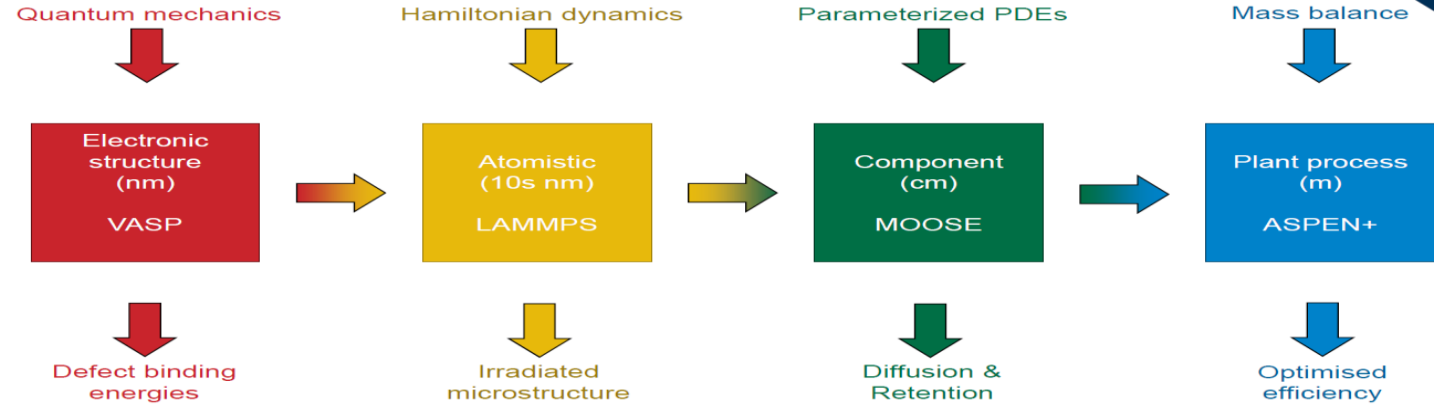 Quantum mechanics
Hamiltonian dynamics
Parameterized PDEs
Mass balance
Electronic
structure
(nm)
VASP
Atomistic
(10s nm)
LAMMPS
Component
(cm)
MOOSE
Plant process
(m)
ASPEN+
Defect binding
energies
Irradiated
microstructure
Diffusion &
Retention
Optimised
efficiency